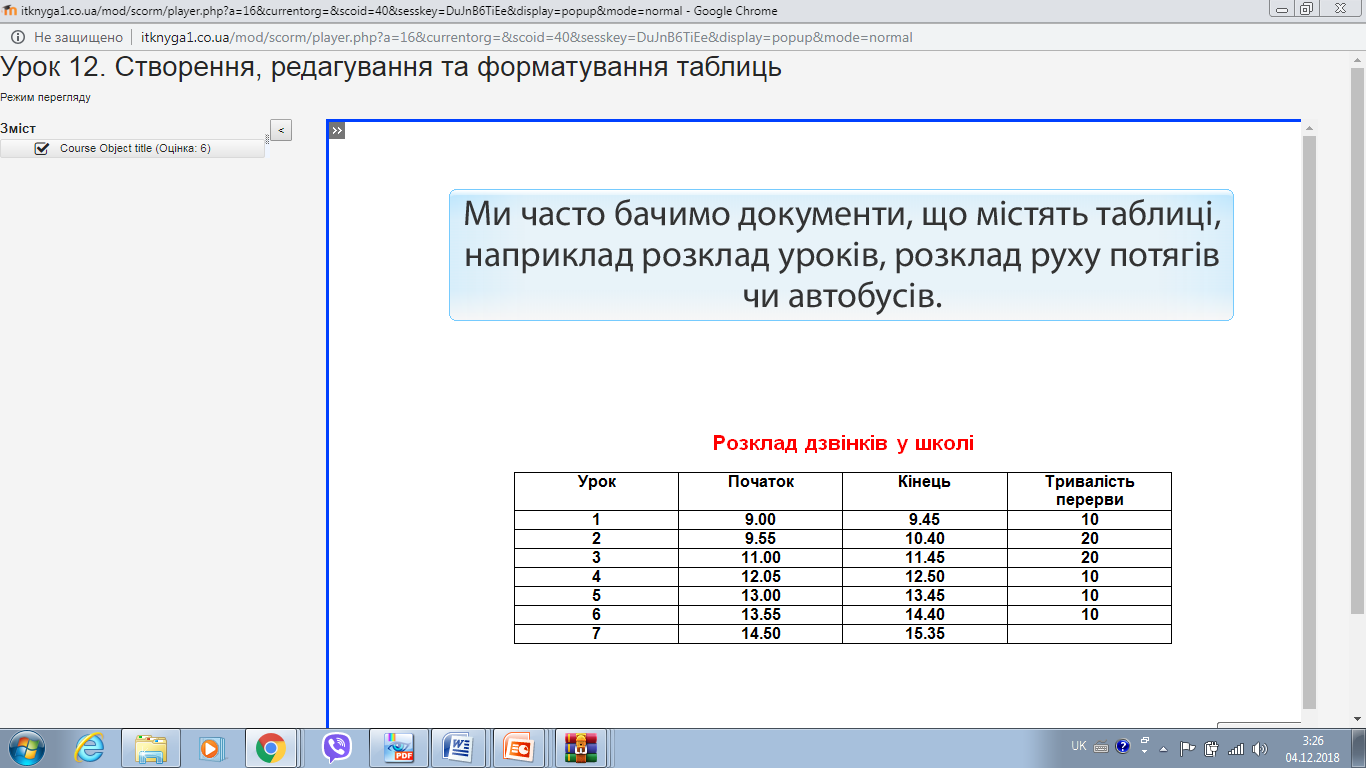 itknyga1.co.ua/mod/scorm/player.php?a=16&currentorg=&scoid=40&sesskey=DuJnB6TiEe&display=popup&mode=normal - Google Chrome
Не защищено itknyga1.co.ua/mod/scorm/player.php?a=16&currentorg=&scoid=40&sesskey=DuJnB6TiEe&display=popup&mode=normal
Урок 12. Створення, редагування та форматування таблиць
Режим перегляду
Зміст
<
Course Object title (Оцінка: 6)
Ми часто бачимо документи, що містять таблиці,
наприклад розклад уроків, розклад руху потягів
чи автобусів.
Розклад дзвінків у школі
Урок Початок Кінець Тривалість перерви
1 9.00 9.45 10
2 9.55 10.40 20
3 11.00 11.45 20
4 12.05 12.50 10
5 13.00 13.45 10
6 13.55 14.40 10
7 14.50 15.35
PDF
UK
3:26
04.12.2018